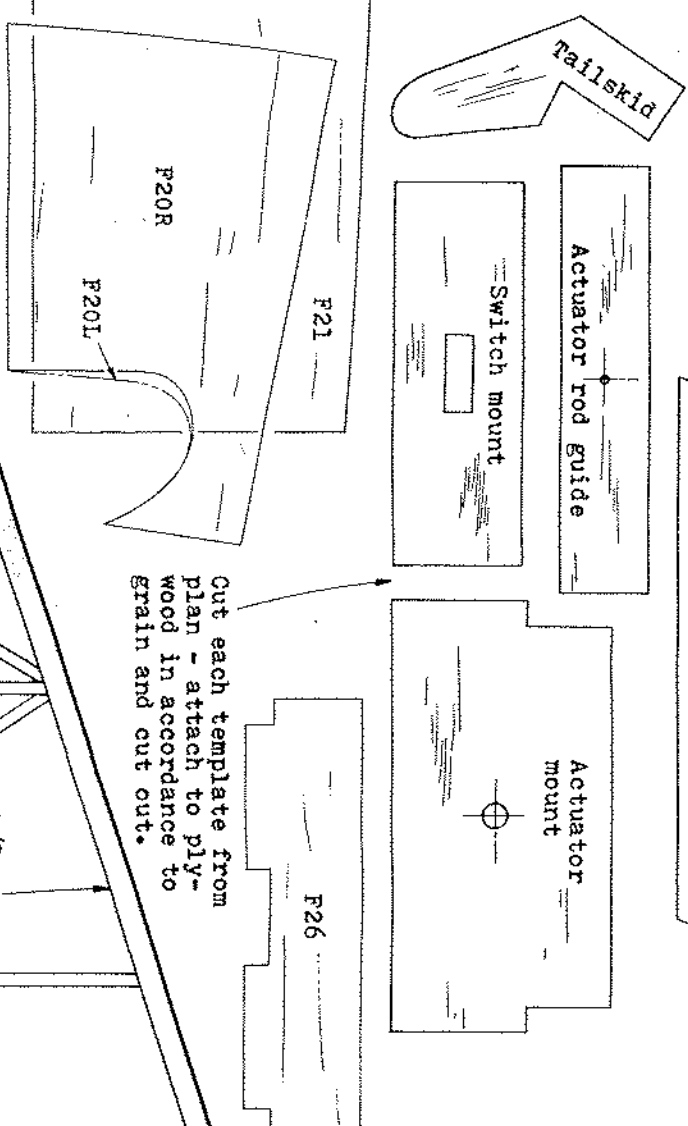 Tailskid
Actuator rod guide
Switch mount
Actuator
mount
F21
F20R
F20L
Cut each template from
plan - attach to ply-
wood in accordance to
grain and cut out.
F26